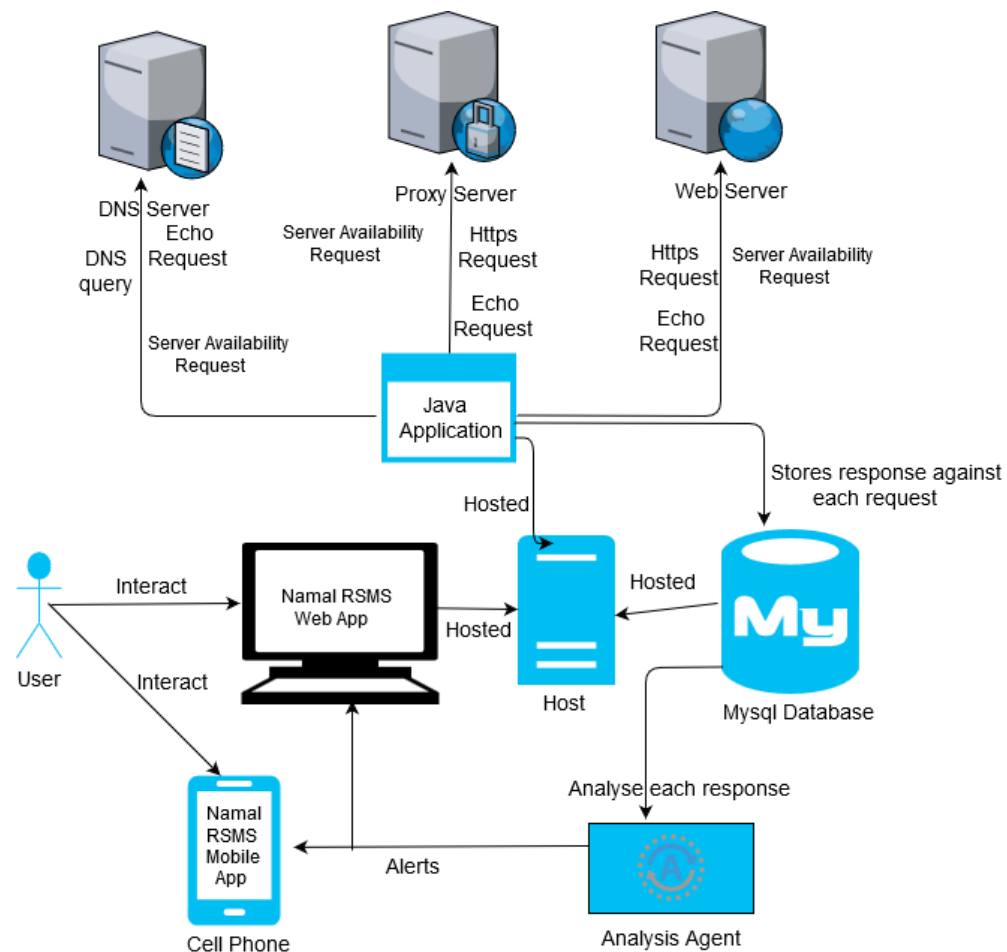 DNS Server
Proxy Server
Web Server
Echo
Request
DNS
query
Server Availability
Request
Server Availability
Request
Https
Request
Echo
Request
Https
Request
Server Availability
Request
Echo
Request
Java
Application
Stores response against
each request
Hosted
Interact
Namal RSMS
Web App
Hosted
Hosted
My
User
Interact
Host
Mysql Database
Analyse each response
Namal
RSMS
Mobile
App
Alerts
A
Cell Phone
Analysis Agent